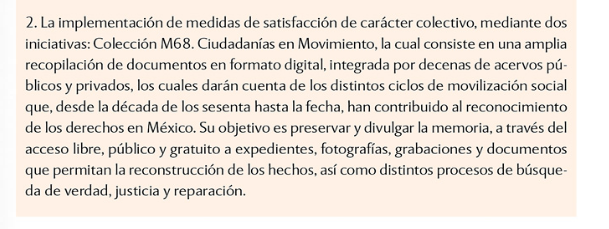 2. La implementación de medidas de satisfacción de carácter colectivo, mediante dos
iniciativas: Colección M68. Ciudadanías en Movimiento, la cual consiste en una amplia
recopilación de documentos en formato digital, integrada por decenas de acervos pú-
blicos y privados, los cuales darán cuenta de los distintos ciclos de movilización social
que, desde la década de los sesenta hasta la fecha, han contribuido al reconocimiento
de los derechos en México. Su objetivo es preservar y divulgar la memoria, a través del
acceso libre, público y gratuito a expedientes, fotografías, grabaciones y documentos
que permitan la reconstrucción de los hechos, así como distintos procesos de búsque-
da de verdad, justicia y reparación.